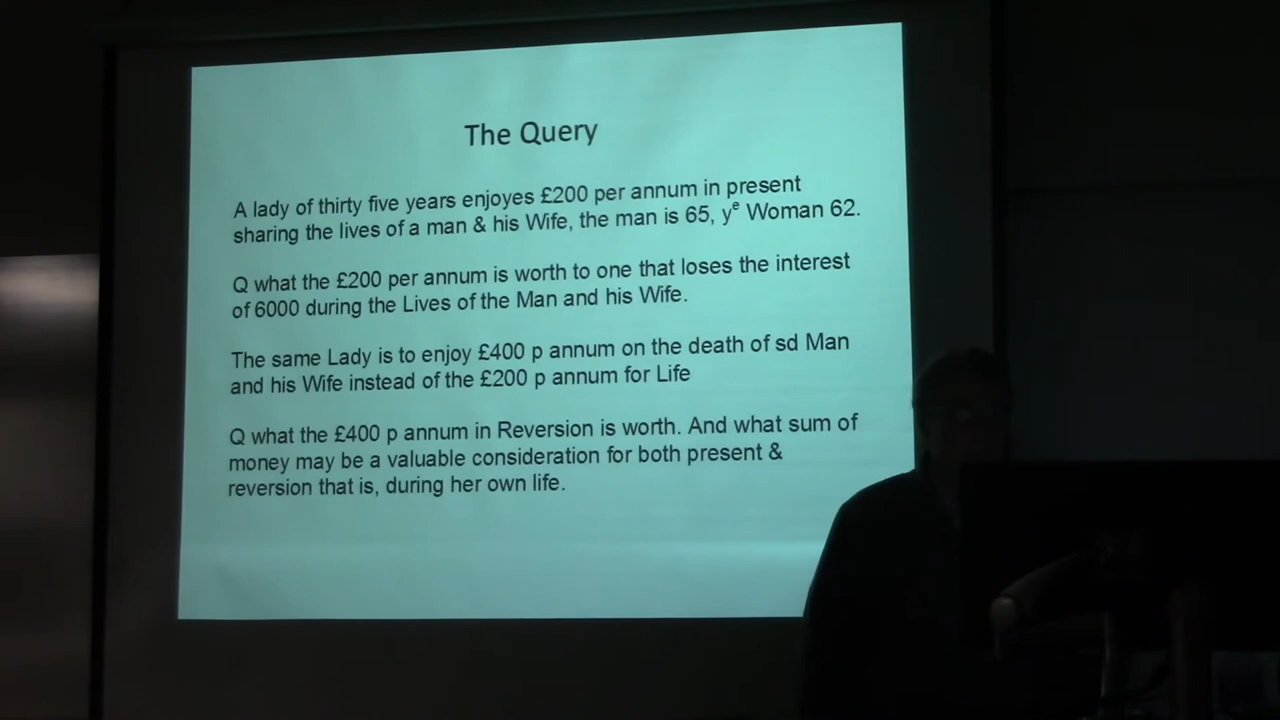 The Query
A lady of thirty five years enjoyes £200 per annum in present
sharing the lives of a man & his Wife, the man is 65, yᵉ Woman 62.
Q what the £200 per annum is worth to one that loses the interest
of 6000 during the Lives of the Man and his Wife.
The same Lady is to enjoy £400 p annum on the death of sd Man
and his Wife instead of the £200 p annum for Life
Q what the £400 p annum in Reversion is worth. And what sum of
money may be a valuable consideration for both present &
reversion that is, during her own life.